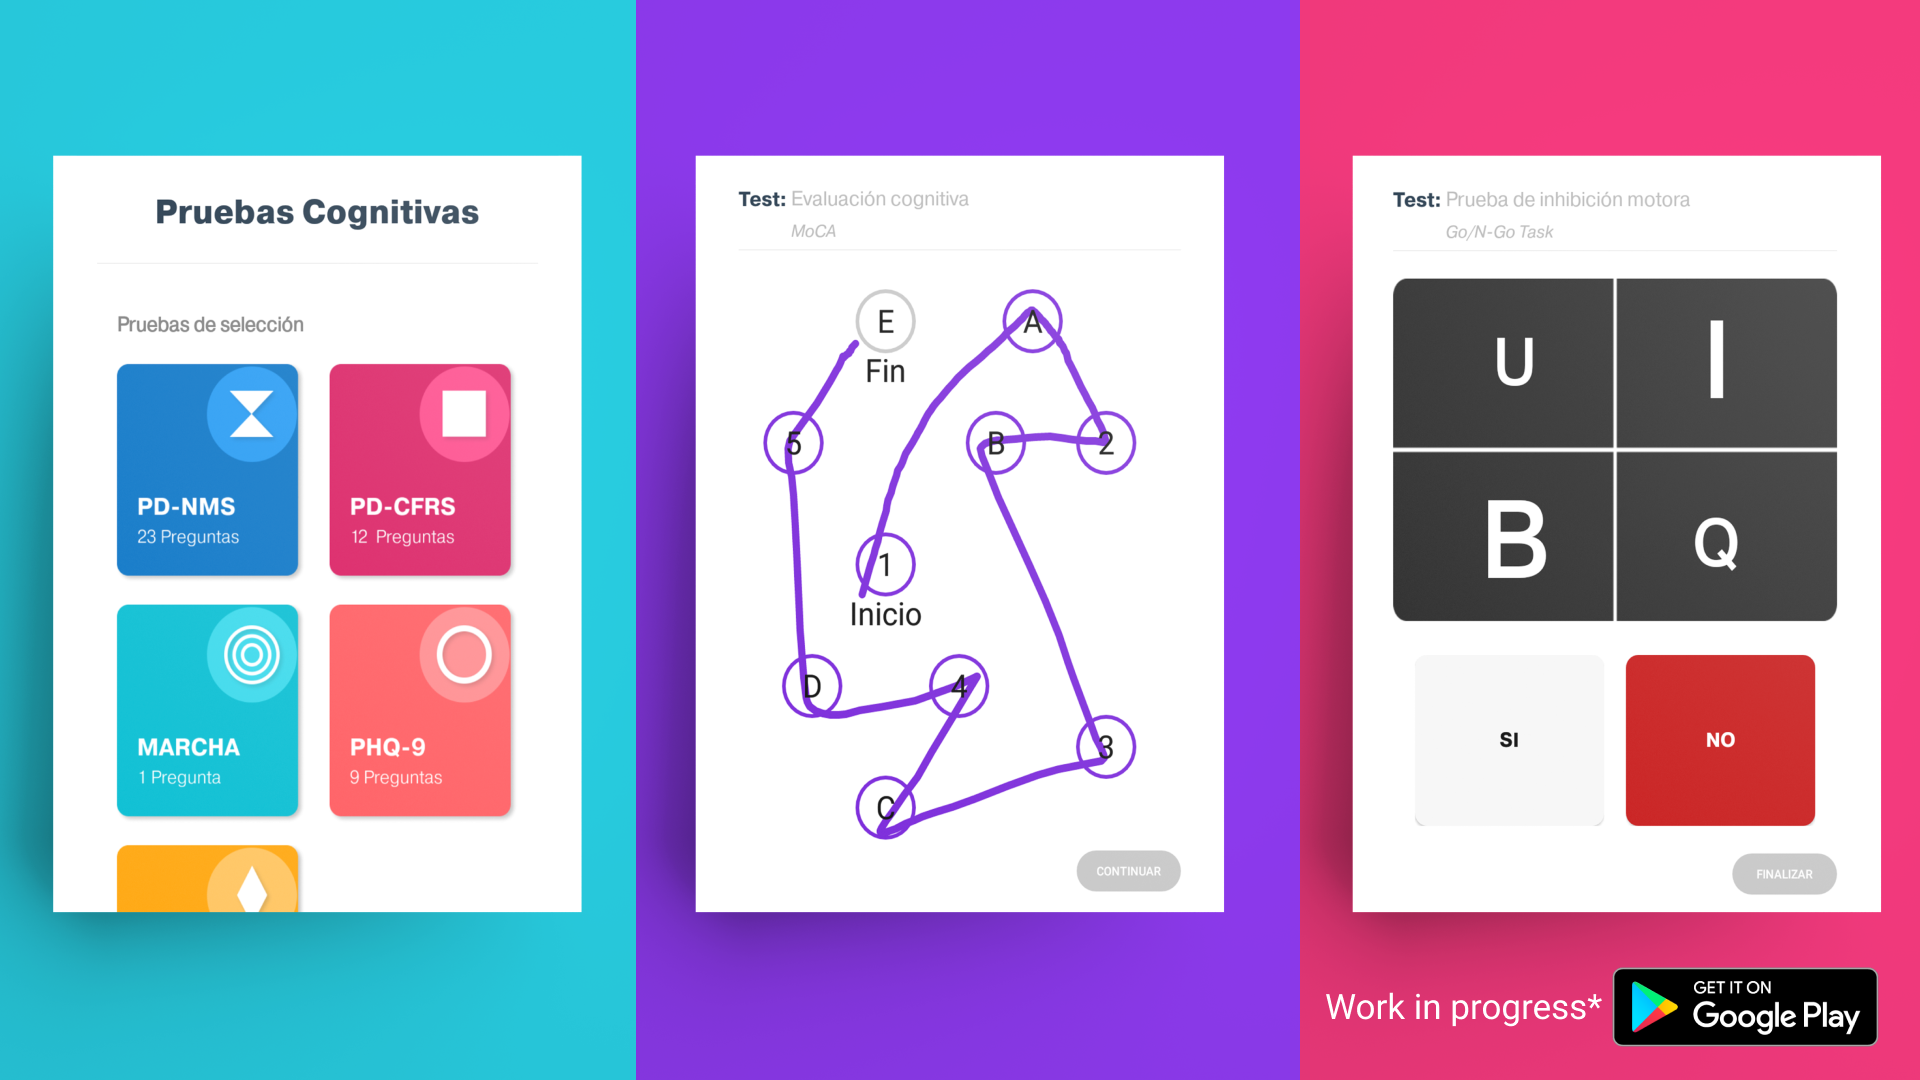 Pruebas Cognitivas
Pruebas de selección
PD-NMS
23 Preguntas
PD-CFRS
12 Preguntas
MARCHA
1 Pregunta
PHQ-9
9 Preguntas
Test: Evaluación cognitiva
MoCA
E
Fin
A
5
B
2
1
Inicio
D
4
3
C
CONTINUAR
Test: Prueba de inhibición motora
Go/N-Go Task
U
I
B
Q
SI
NO
FINALIZAR
Work in progress*
GET IT ON
Google Play